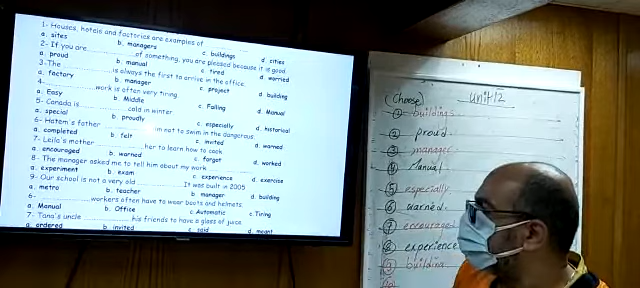 1- Houses, hotels and factories are examples of
a. sites b. managers c. buildings d. cities
2- If you are of something, you are pleased because it is good.
a. proud b. manual c. tired d. worried
3-The is always the first to arrive in the office.
a. factory b. manager c. project d. building
4- work is often very tiring
a. Easy b. Middle c. Falling d. Manual
5- Canada is cold in winter
a. special b. proudly c. especially d. historical
6- Hatem's father him not to swim in the dangerous.
a. completed b. felt c. invited d. warned
7- Leila's mother her to learn how to cook
a. encouraged b. warned c. forgot d. worked
8- The manager asked me to tell him about my work
a. experiment b. exam c. experience d. exercise
9- Our school is not a very old It was built in 2005
a. metro b. teacher b. manager d. building
6- workers often have to wear boots and helmets
a. Manual b. Office c. Automatic c. Tiring
7- Tana's uncle his friends to have a glass of juice
a. ordered b. invited c. said d. meant
Unit 12
(Choose)
① buildings
② proud
③ manager
④ Manual
⑤ especially
⑥ warned
⑦ encouraged
⑧ experience
⑨ building